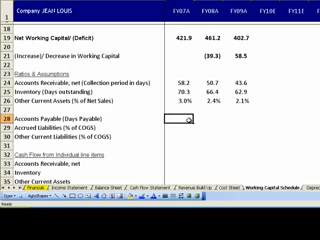 1 Company JEAN LOUIS FY07A FY08A FY09A FY10E FY11E
18
19 Net Working Capital/ (Deficit) 421.9 461.2 402.7
20
21 (Increase)/ Decrease in Working Capital (39.3) 58.5
22
23 Ratios & Assumptions
24 Accounts Receivable, net (Collection period in days) 58.2 50.7 43.6
25 Inventory (Days outstanding) 70.3 66.4 62.9
26 Other Current Assets (% of Net Sales) 3.0% 2.4% 2.1%
27
28 Accounts Payable (Days Payable)
29 Accrued Liabilities (% of COGS)
30 Other Current Liabilities (% of COGS)
31
32 Cash Flow from Individual line items
33 Accounts Receivable, net
34 Inventory
35 Other Current Assets
Financials Income Statement Balance Sheet Cash Flow Statement Revenue Build Up Cost Sheet Working Capital Schedule
Draw AutoShapes
Ready